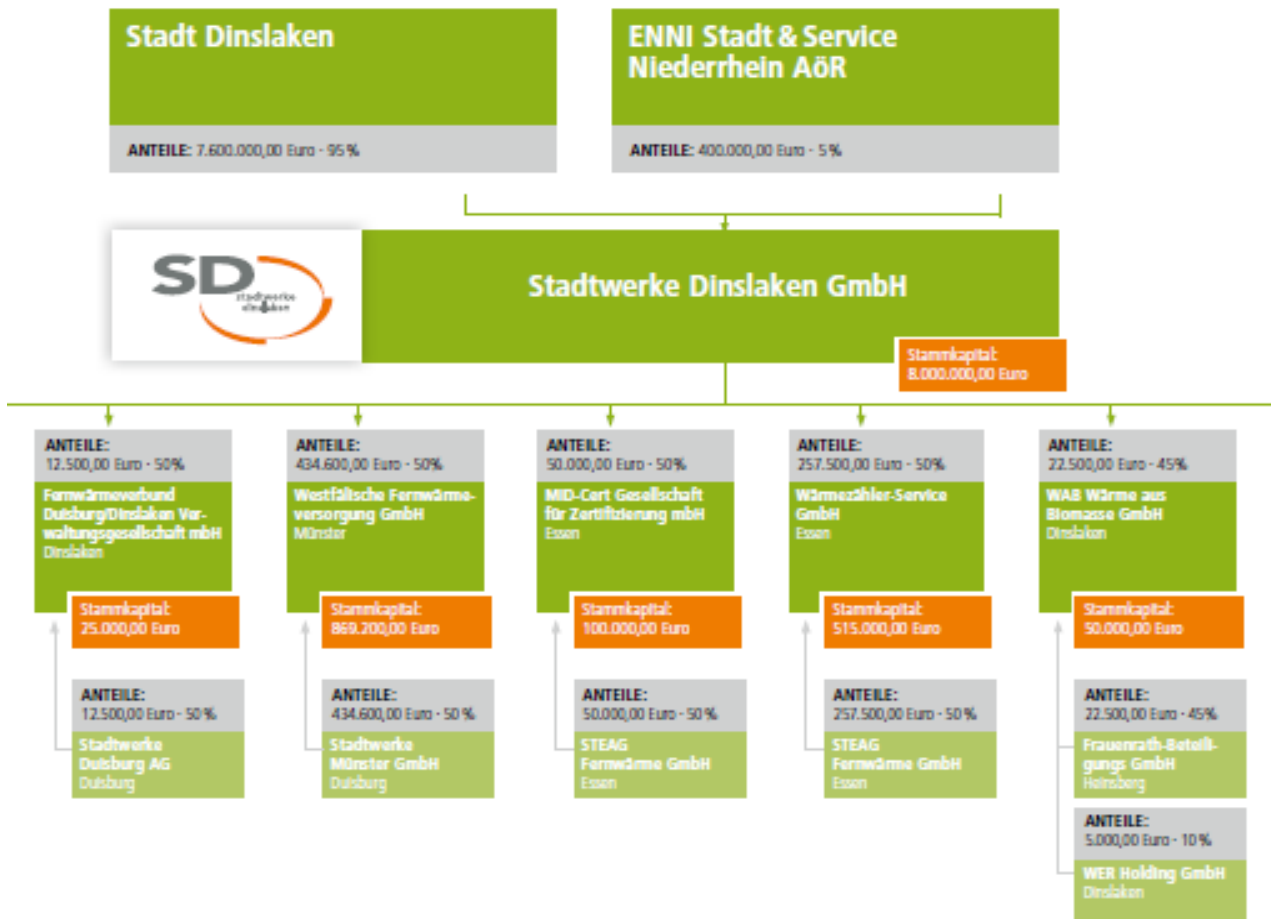 Stadt Dinslaken
ANTEILE: 7.600.000,00 Euro - 95 %
ENNI Stadt & Service
Niederrhein AöR
ANTEILE: 400.000,00 Euro - 5 %
SD
stadtwerke
dinslaken
Stadtwerke Dinslaken GmbH
Stammkapital:
8.000.000,00 Euro
ANTEILE:
12.500,00 Euro - 50%
Fernwärmeverbund
Duisburg/Dinslaken Ver-
waltungsgesellschaft mbH
Dinslaken
Stammkapital:
25.000,00 Euro
ANTEILE:
12.500,00 Euro - 50 %
Stadtwerke
Duisburg AG
Duisburg
ANTEILE:
434.600,00 Euro - 50%
Westfälische Fernwärme-
versorgung GmbH
Münster
Stammkapital:
869.200,00 Euro
ANTEILE:
434.600,00 Euro - 50 %
Stadtwerke
Münster GmbH
Duisburg
ANTEILE:
50.000,00 Euro - 50%
MID-Cert Gesellschaft
für Zertifizierung mbH
Essen
Stammkapital:
100.000,00 Euro
ANTEILE:
50.000,00 Euro - 50 %
STEAG
Fernwärme GmbH
Essen
ANTEILE:
257.500,00 Euro - 50%
Wärmezähler-Service
GmbH
Essen
Stammkapital:
515.000,00 Euro
ANTEILE:
257.500,00 Euro - 50 %
STEAG
Fernwärme GmbH
Essen
ANTEILE:
22.500,00 Euro - 45%
WAB Wärme aus
Biomasse GmbH
Dinslaken
Stammkapital:
50.000,00 Euro
ANTEILE:
22.500,00 Euro - 45%
Frauenrath-Beteili-
gungs GmbH
Heinsberg
ANTEILE:
5.000,00 Euro - 10 %
WER Holding GmbH
Dinslaken